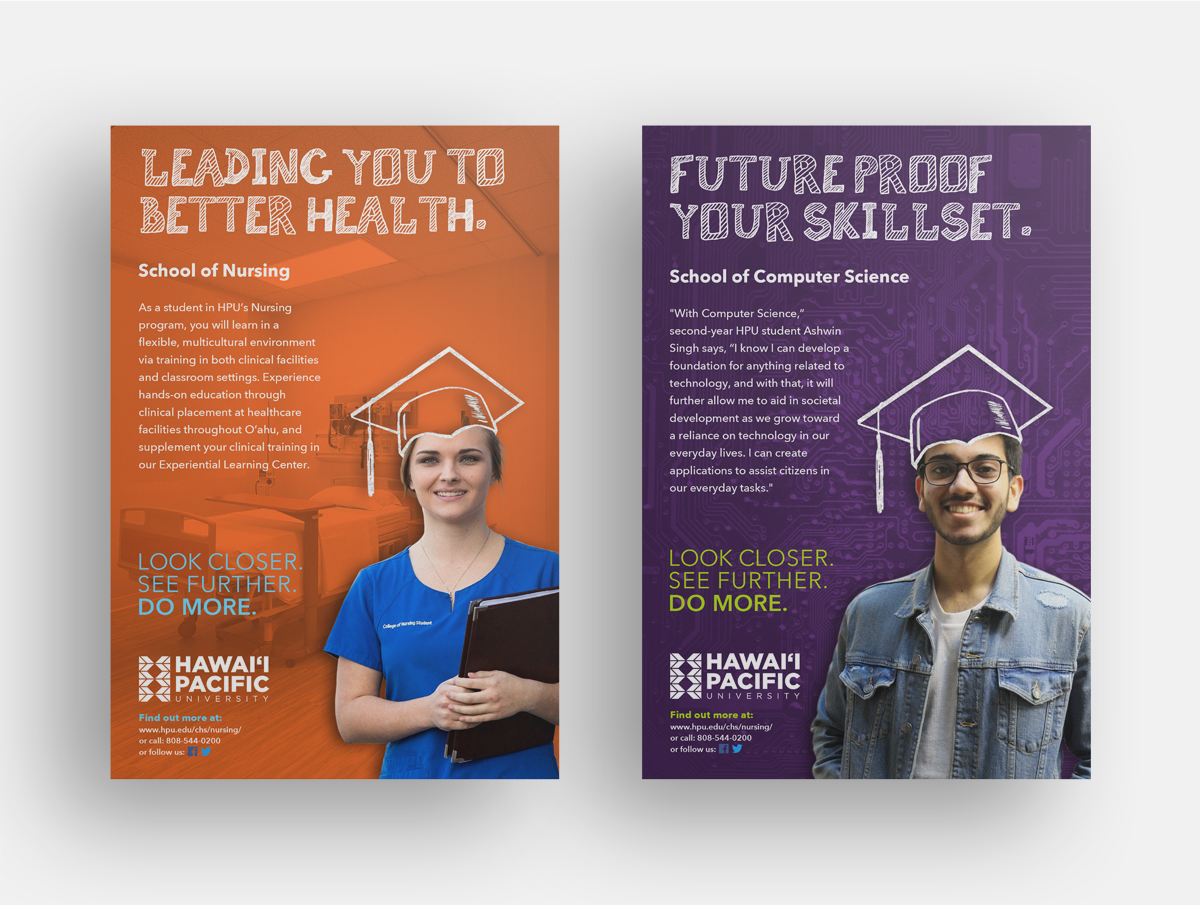 LEADING YOU TO
BETTER HEALTH.
School of Nursing
As a student in HPU's Nursing
program, you will learn in a
flexible, multicultural environment
via training in both clinical facilities
and classroom settings. Experience
hands-on education through
clinical placement at healthcare
facilities throughout O'ahu, and
supplement your clinical training in
our Experiential Learning Center.
LOOK CLOSER.
SEE FURTHER.
DO MORE.
College of Nursing Student
HAWAI‘I
PACIFIC
UNIVERSITY
Find out more at:
www.hpu.edu/chs/nursing/
or call: 808-544-0200
or follow us:
FUTURE PROOF
YOUR SKILLSET.
School of Computer Science
"With Computer Science,"
second-year HPU student Ashwin
Singh says, "I know I can develop a
foundation for anything related to
technology, and with that, it will
further allow me to aid in societal
development as we grow toward
a reliance on technology in our
everyday lives. I can create
applications to assist citizens in
our everyday tasks."
LOOK CLOSER.
SEE FURTHER.
DO MORE.
HAWAI‘I
PACIFIC
UNIVERSITY
Find out more at:
www.hpu.edu/chs/nursing/
or call: 808-544-0200
or follow us: